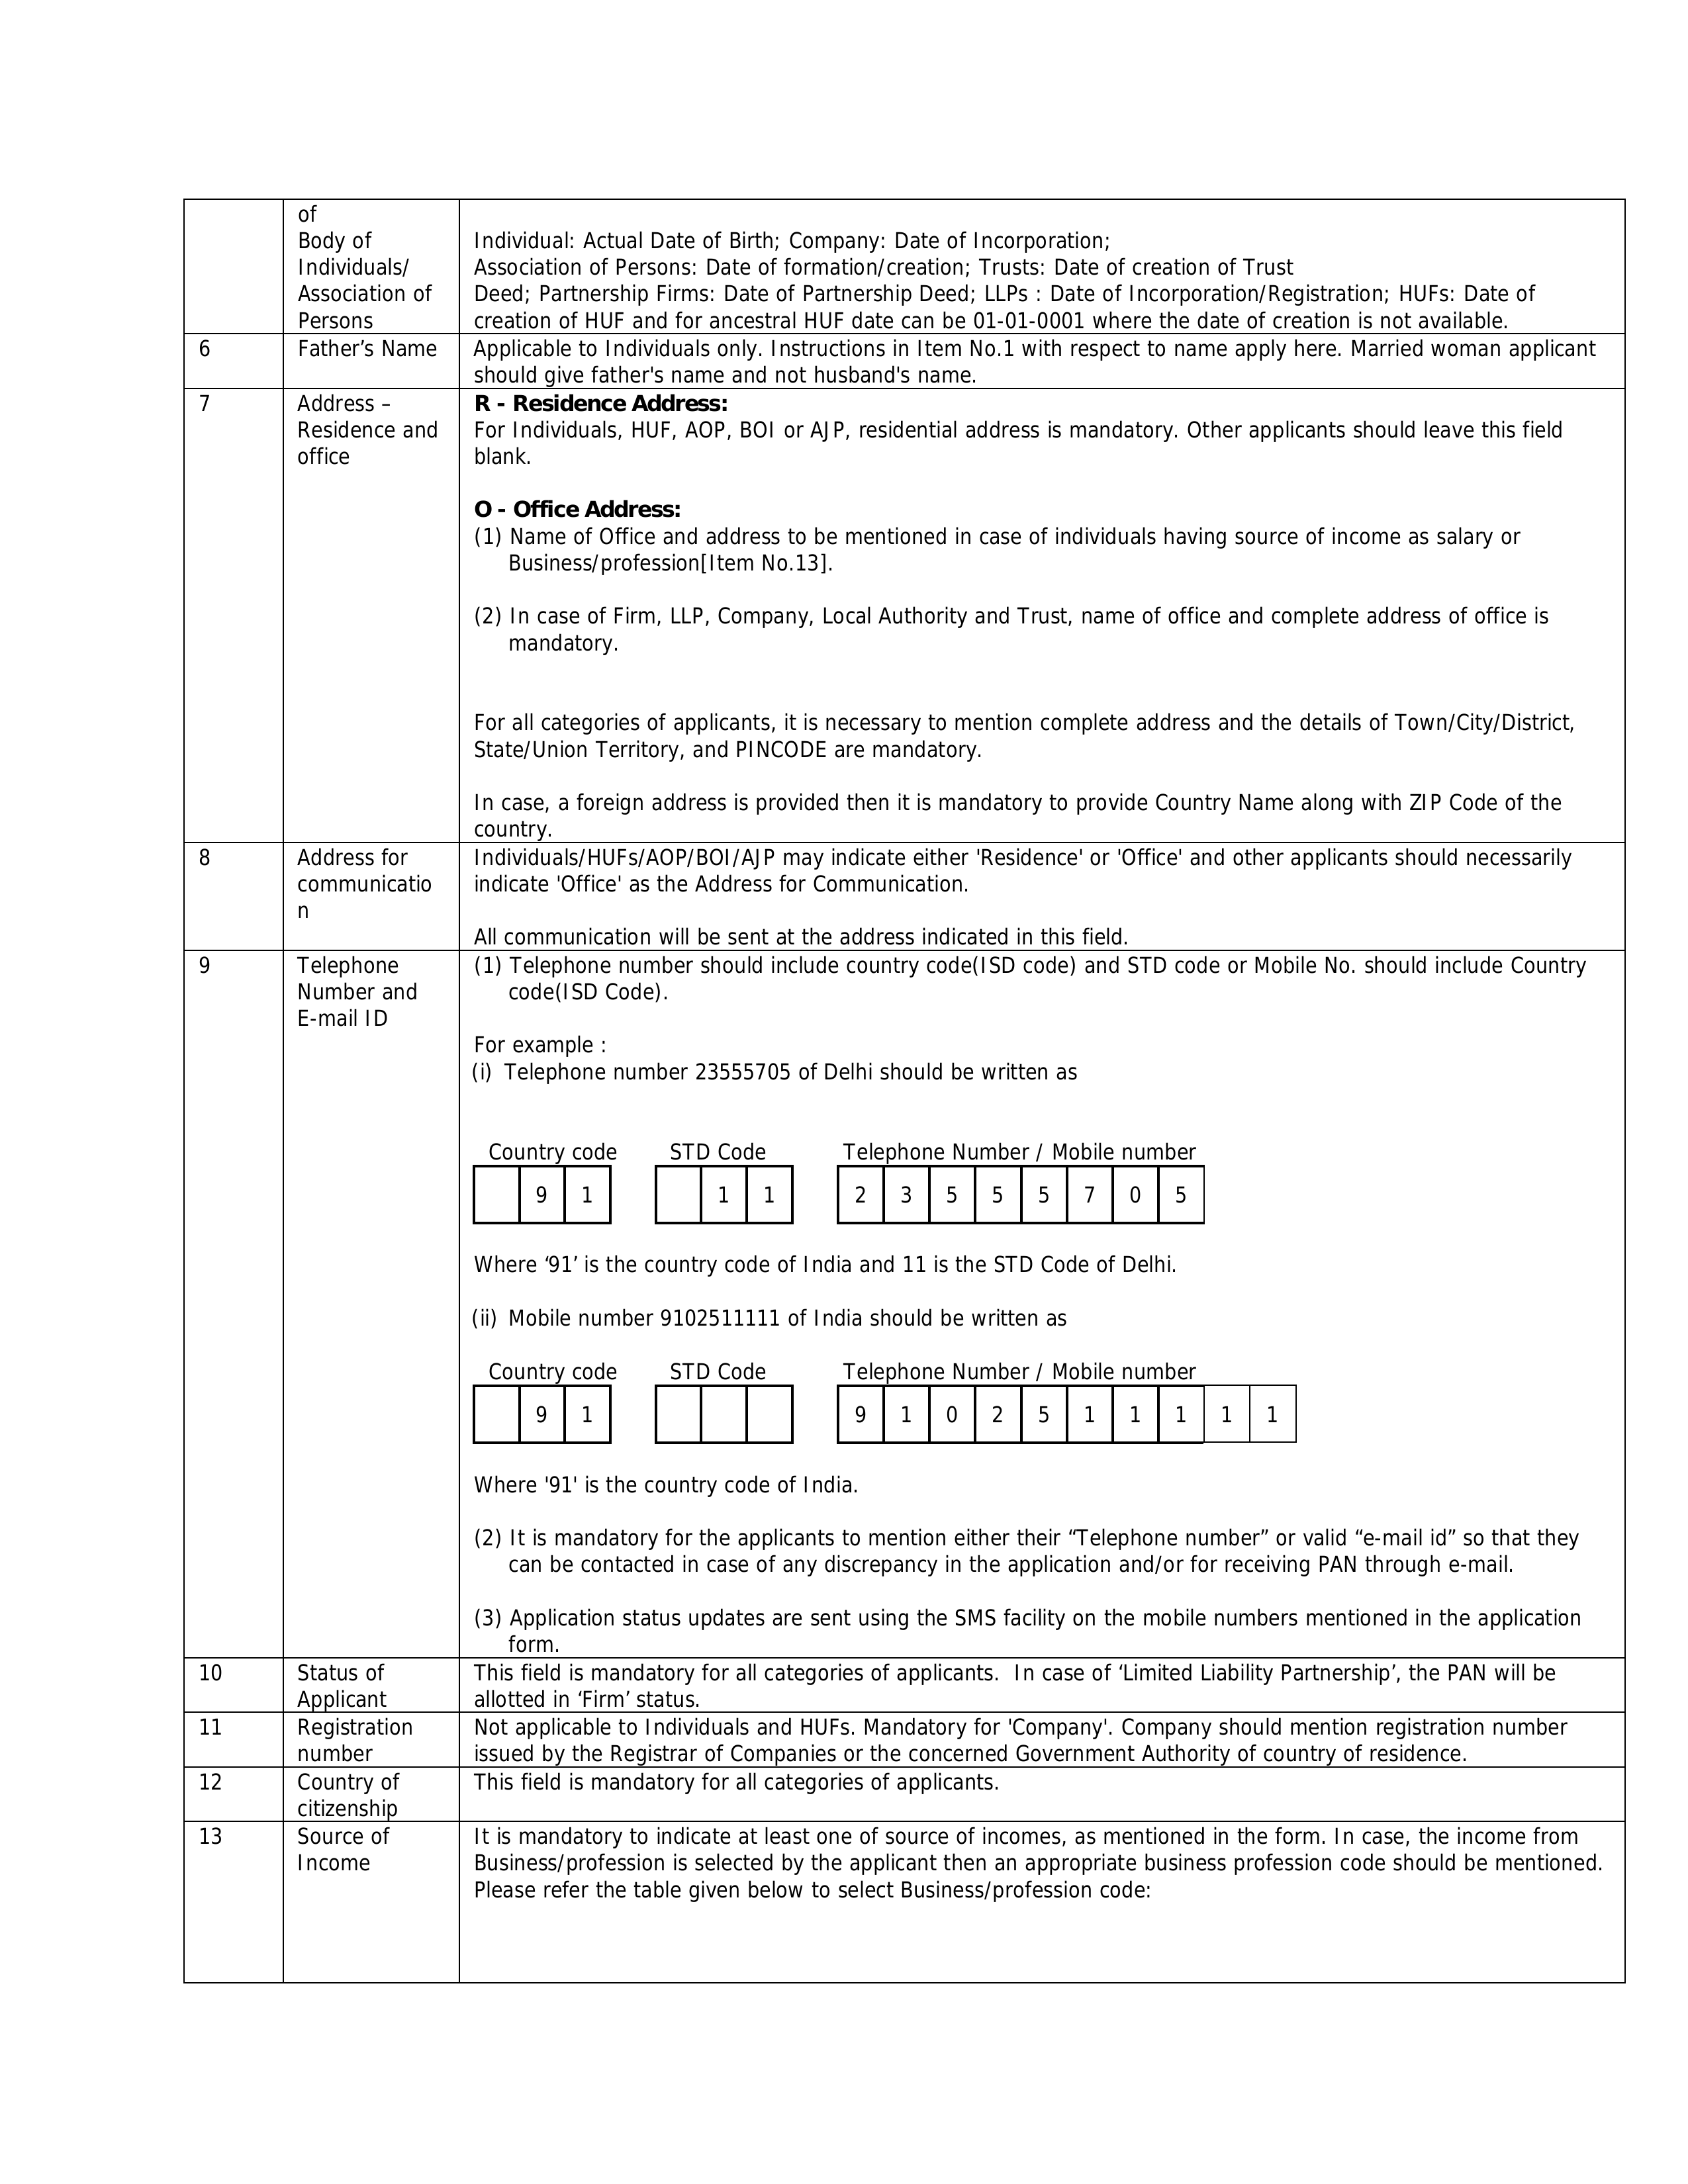 of
Body of
Individuals/
Association of
Persons
Individual: Actual Date of Birth; Company: Date of Incorporation;
Association of Persons: Date of formation/creation; Trusts: Date of creation of Trust
Deed; Partnership Firms: Date of Partnership Deed; LLPs : Date of Incorporation/Registration; HUFs: Date of
creation of HUF and for ancestral HUF date can be 01-01-0001 where the date of creation is not available.
6
Father’s Name
Applicable to Individuals only. Instructions in Item No.1 with respect to name apply here. Married woman applicant
should give father's name and not husband's name.
7
Address –
Residence and
office
R - Residence Address:
For Individuals, HUF, AOP, BOI or AJP, residential address is mandatory. Other applicants should leave this field
blank.
O - Office Address:
(1) Name of Office and address to be mentioned in case of individuals having source of income as salary or
Business/profession[Item No.13].
(2) In case of Firm, LLP, Company, Local Authority and Trust, name of office and complete address of office is
mandatory.
For all categories of applicants, it is necessary to mention complete address and the details of Town/City/District,
State/Union Territory, and PINCODE are mandatory.
In case, a foreign address is provided then it is mandatory to provide Country Name along with ZIP Code of the
country.
8
Address for
communicatio
n
Individuals/HUFs/AOP/BOI/AJP may indicate either 'Residence' or 'Office' and other applicants should necessarily
indicate 'Office' as the Address for Communication.
All communication will be sent at the address indicated in this field.
9
Telephone
Number and
E-mail ID
(1) Telephone number should include country code(ISD code) and STD code or Mobile No. should include Country
code(ISD Code).
For example :
(i) Telephone number 23555705 of Delhi should be written as
Country code STD Code Telephone Number / Mobile number
9 1 1 1 2 3 5 5 5 7 0 5
Where ‘91’ is the country code of India and 11 is the STD Code of Delhi.
(ii) Mobile number 9102511111 of India should be written as
Country code STD Code Telephone Number / Mobile number
9 1 9 1 0 2 5 1 1 1 1 1
Where '91' is the country code of India.
(2) It is mandatory for the applicants to mention either their “Telephone number” or valid “e-mail id” so that they
can be contacted in case of any discrepancy in the application and/or for receiving PAN through e-mail.
(3) Application status updates are sent using the SMS facility on the mobile numbers mentioned in the application
form.
10
Status of
Applicant
This field is mandatory for all categories of applicants. In case of ‘Limited Liability Partnership’, the PAN will be
allotted in ‘Firm’ status.
11
Registration
number
Not applicable to Individuals and HUFs. Mandatory for 'Company'. Company should mention registration number
issued by the Registrar of Companies or the concerned Government Authority of country of residence.
12
Country of
citizenship
This field is mandatory for all categories of applicants.
13
Source of
Income
It is mandatory to indicate at least one of source of incomes, as mentioned in the form. In case, the income from
Business/profession is selected by the applicant then an appropriate business profession code should be mentioned.
Please refer the table given below to select Business/profession code: